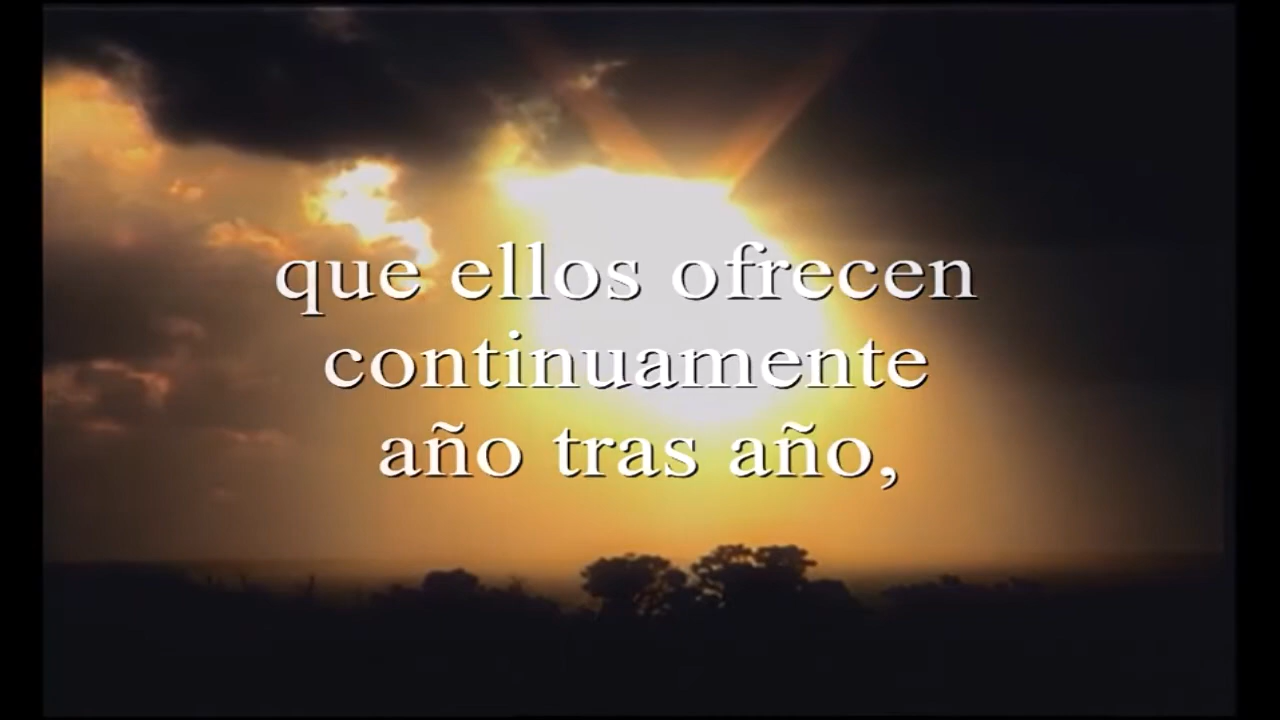 que ellos ofrecen
continuamente
año tras año,